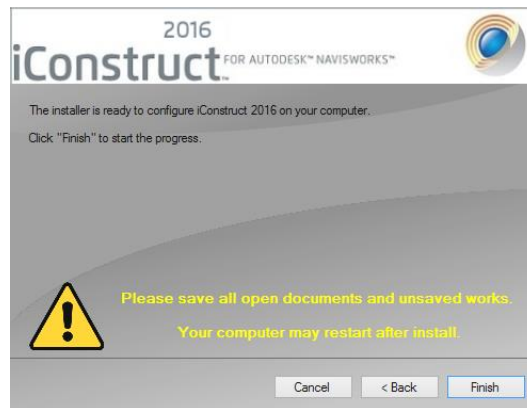 2016
iConstruct™ FOR AUTODESK™ NAVISWORKS™
The installer is ready to configure iConstruct 2016 on your computer.
Click "Finish" to start the progress.
Please save all open documents and unsaved works.
Your computer may restart after install.
Cancel < Back Finish